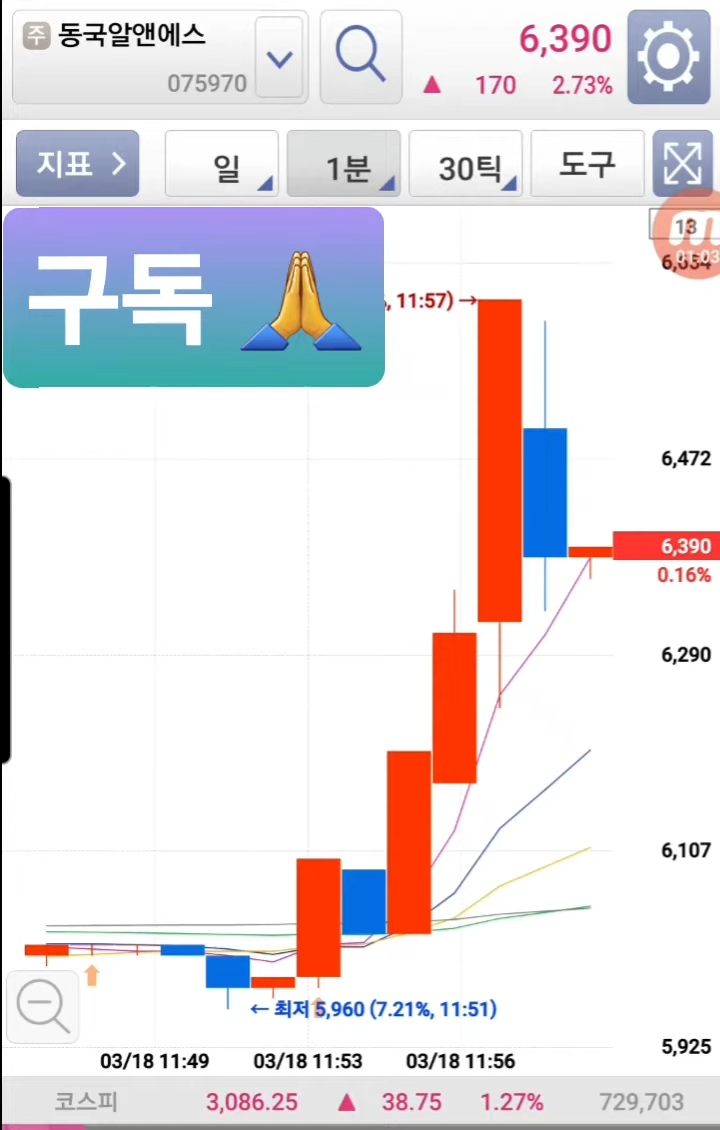 주 동국알앤에스
075970
6,390
▲ 170 2.73%
지표 > 일 1분 30틱 도구
13
01:03
구독 🙏
, 11:57) →
6,472
6,390
0.16%
6,290
6,107
← 최저 5,960 (7.21%, 11:51)
5,925
03/18 11:49 03/18 11:53 03/18 11:56
코스피 3,086.25 ▲ 38.75 1.27% 729,703